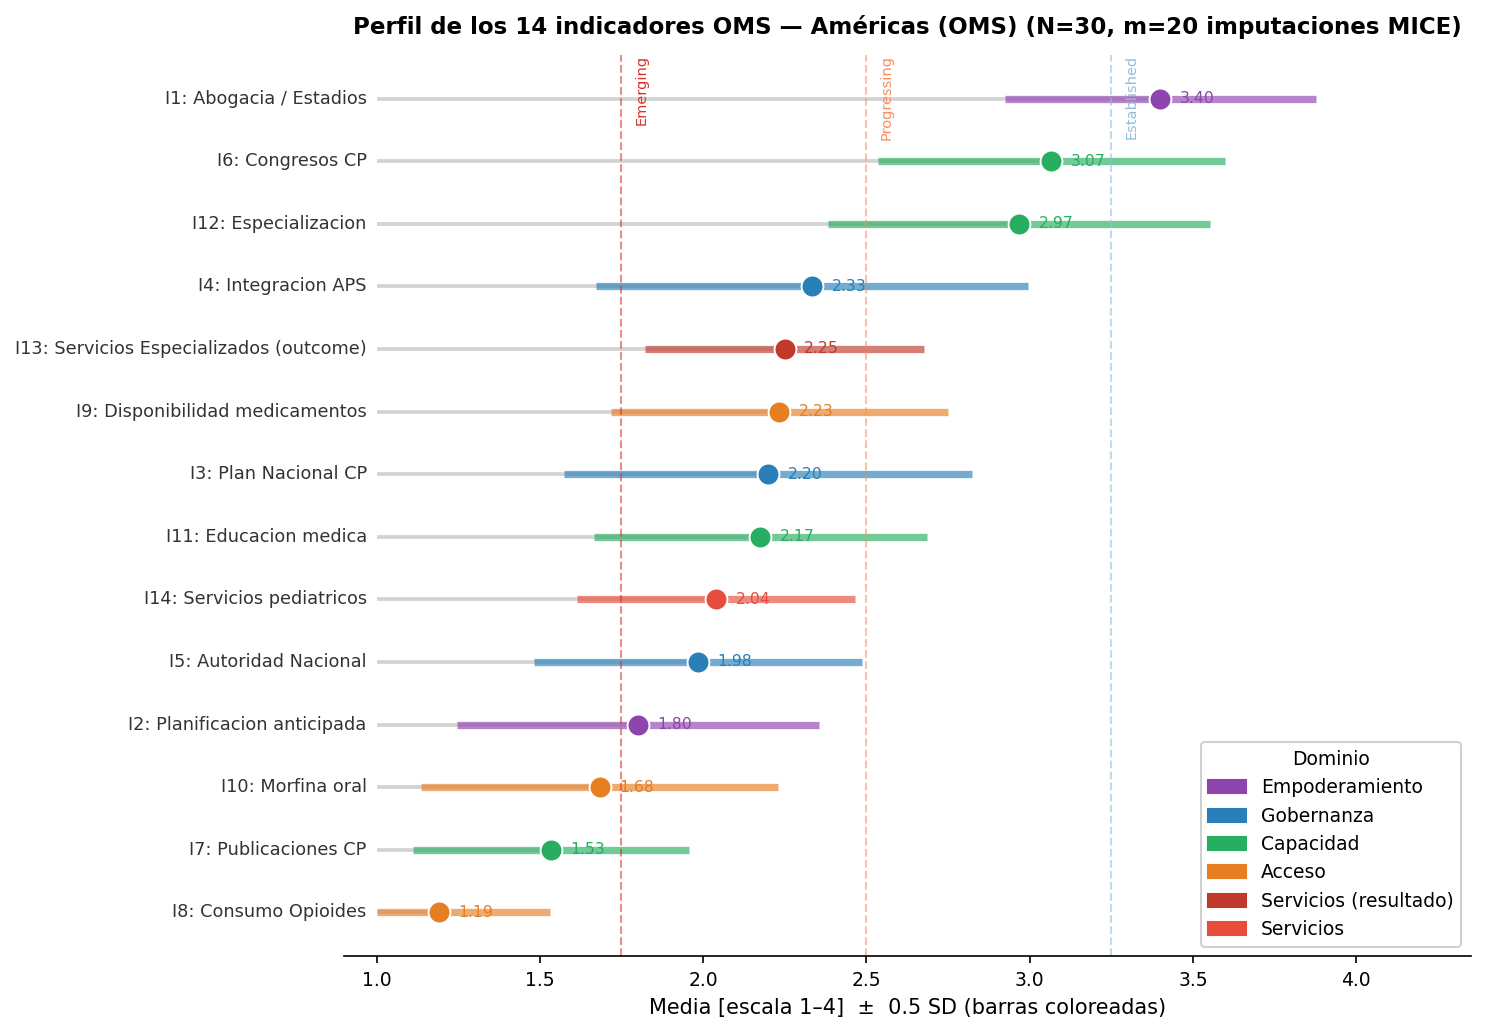 Perfil de los 14 indicadores OMS — Américas (OMS) (N=30, m=20 imputaciones MICE)
Emerging
Progressing
Established
I1: Abogacia / Estadios
3.40
I6: Congresos CP
3.07
I12: Especializacion
2.97
I4: Integracion APS
2.33
I13: Servicios Especializados (outcome)
2.25
I9: Disponibilidad medicamentos
2.23
I3: Plan Nacional CP
2.20
I11: Educacion medica
2.17
I14: Servicios pediatricos
2.04
I5: Autoridad Nacional
1.98
I2: Planificacion anticipada
1.80
I10: Morfina oral
1.68
I7: Publicaciones CP
1.53
I8: Consumo Opioides
1.19
Dominio
Empoderamiento
Gobernanza
Capacidad
Acceso
Servicios (resultado)
Servicios
1.0 1.5 2.0 2.5 3.0 3.5 4.0
Media [escala 1–4] ± 0.5 SD (barras coloreadas)